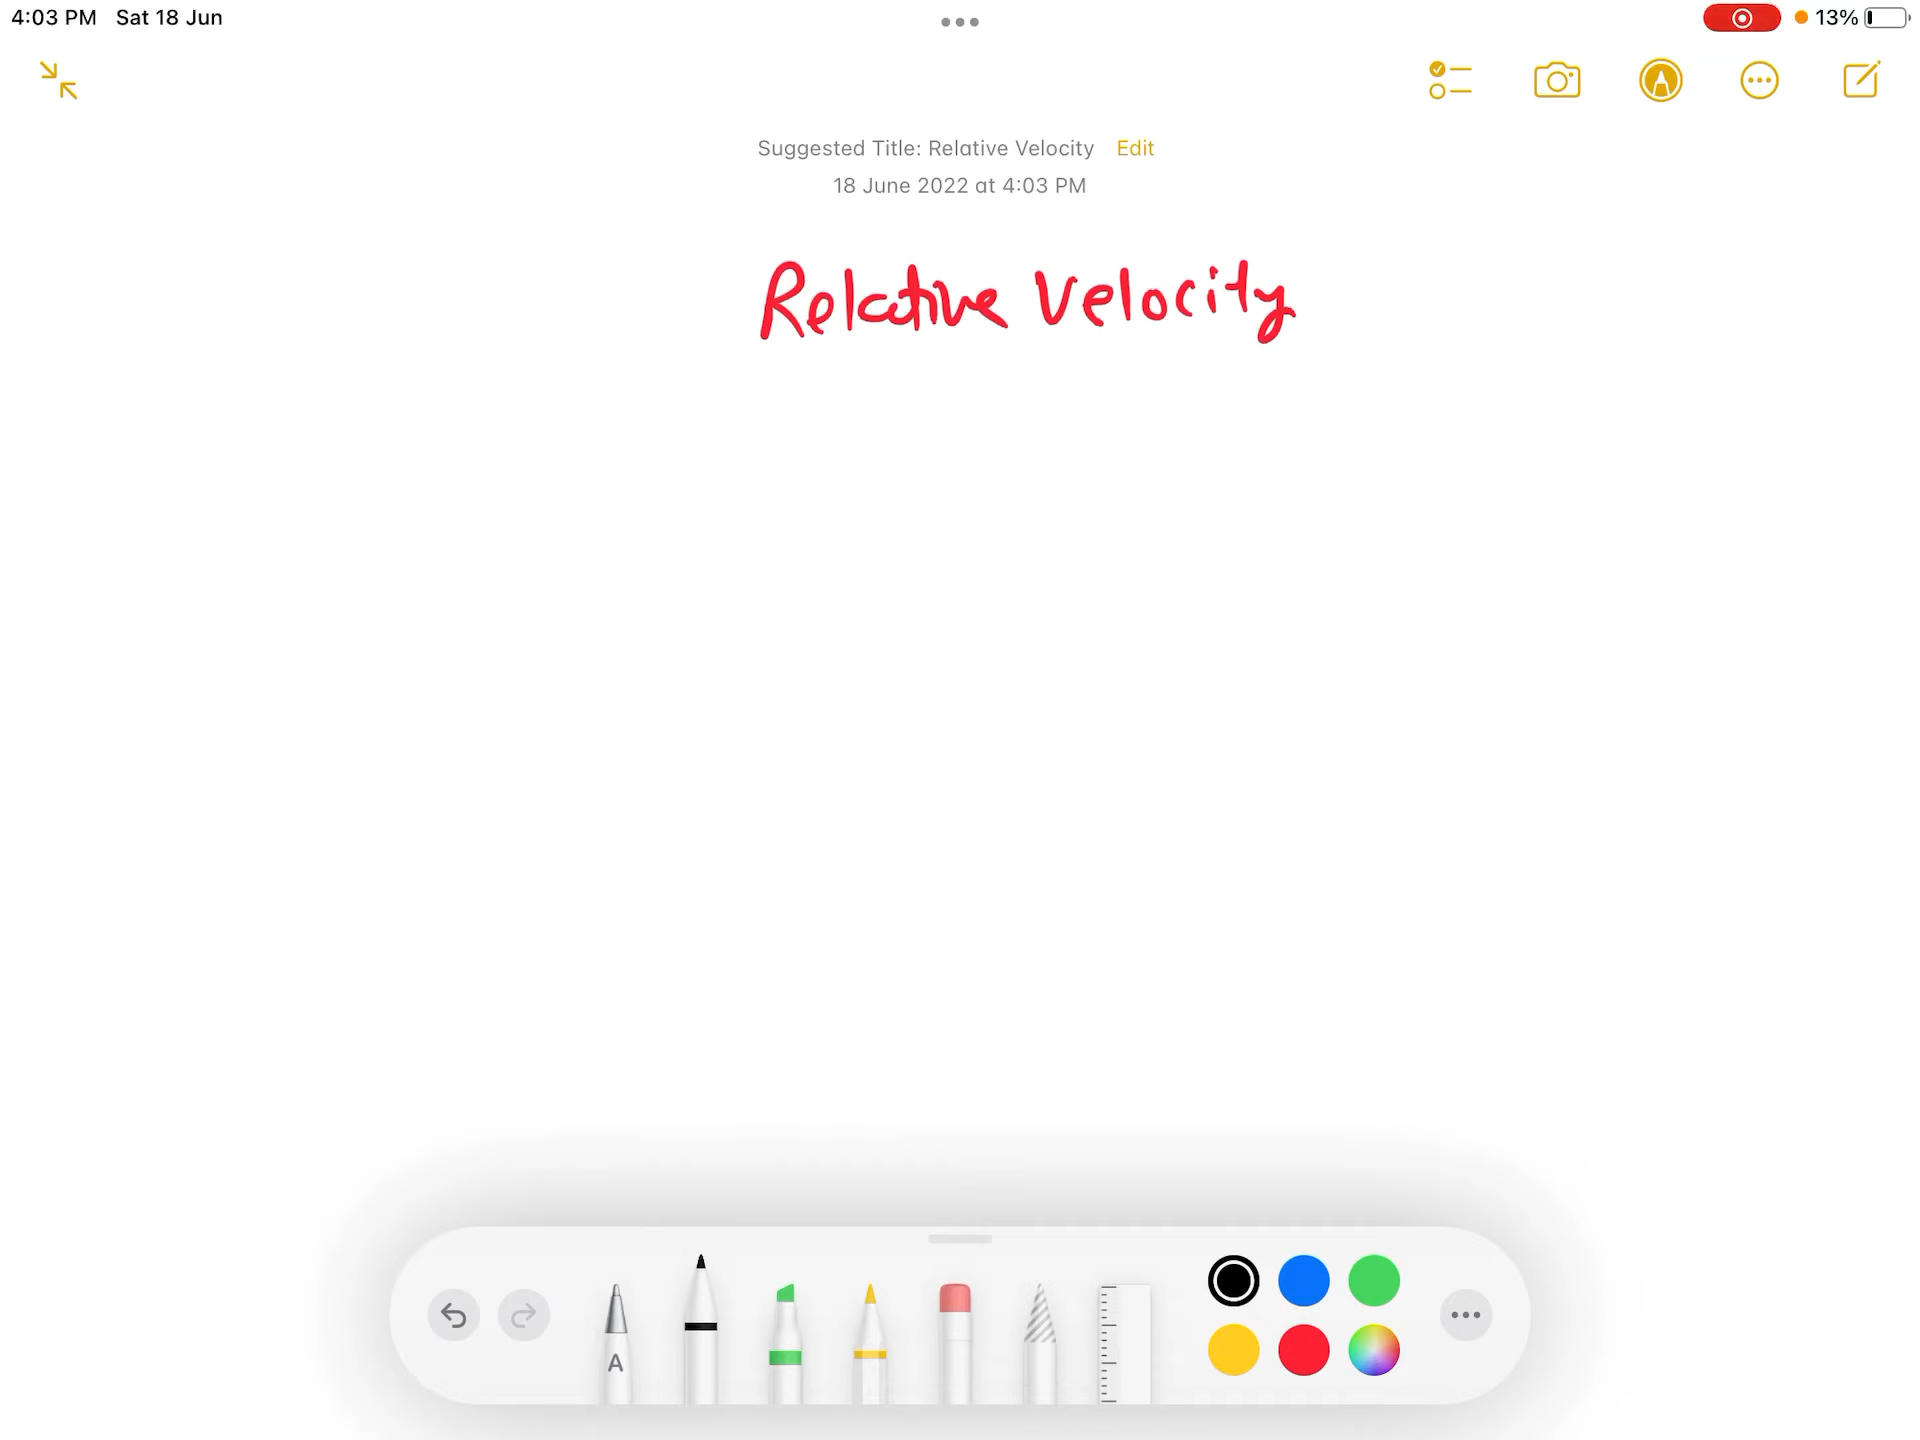 4:03 PM Sat 18 Jun
13%
Suggested Title: Relative Velocity Edit
18 June 2022 at 4:03 PM
Relative Velocity
A